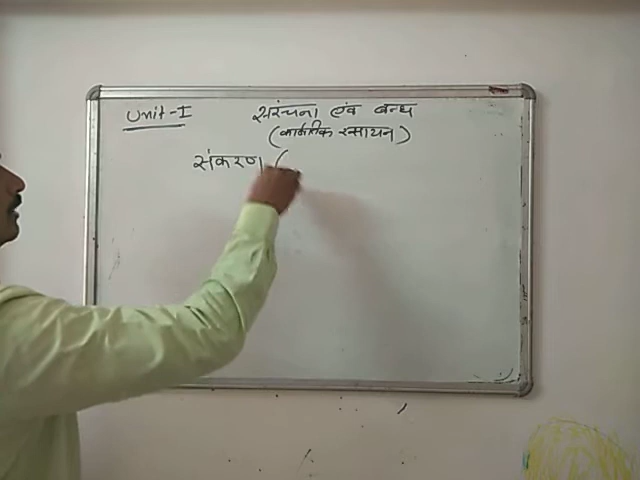 Unit-I
संरचना एवं बन्ध
(कार्बनिक रसायन)
संकरण (